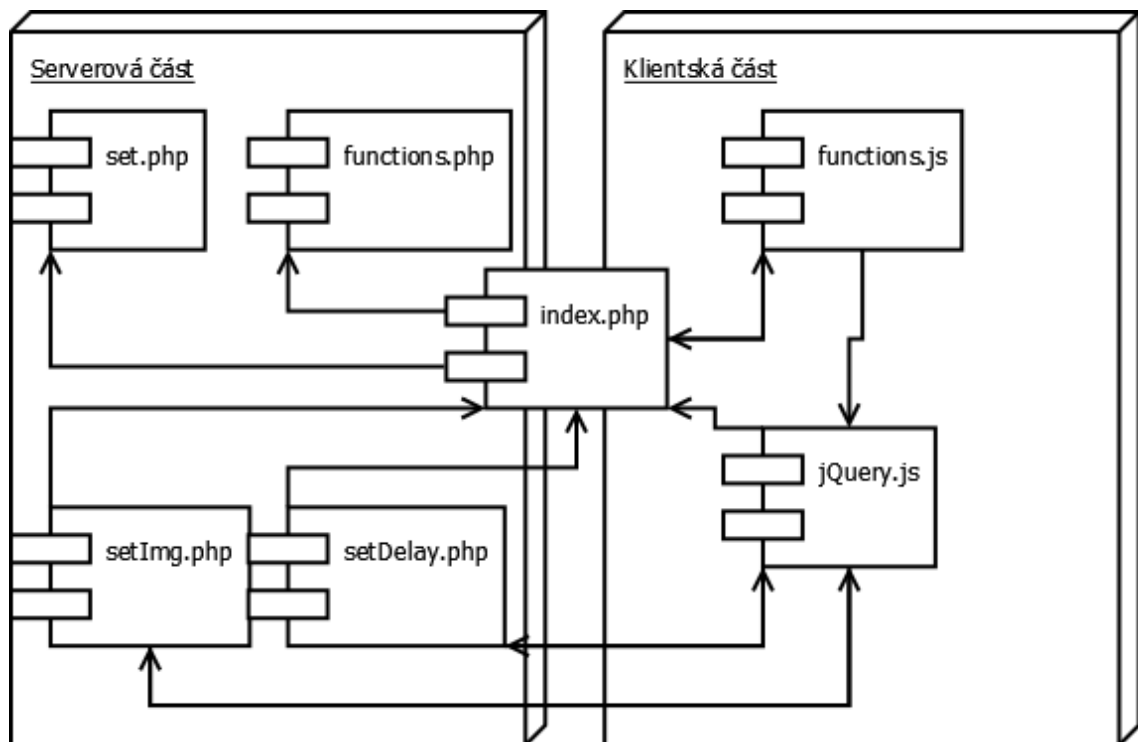 Serverová část
Klientská část
set.php
functions.php
functions.js
index.php
jQuery.js
setImg.php
setDelay.php